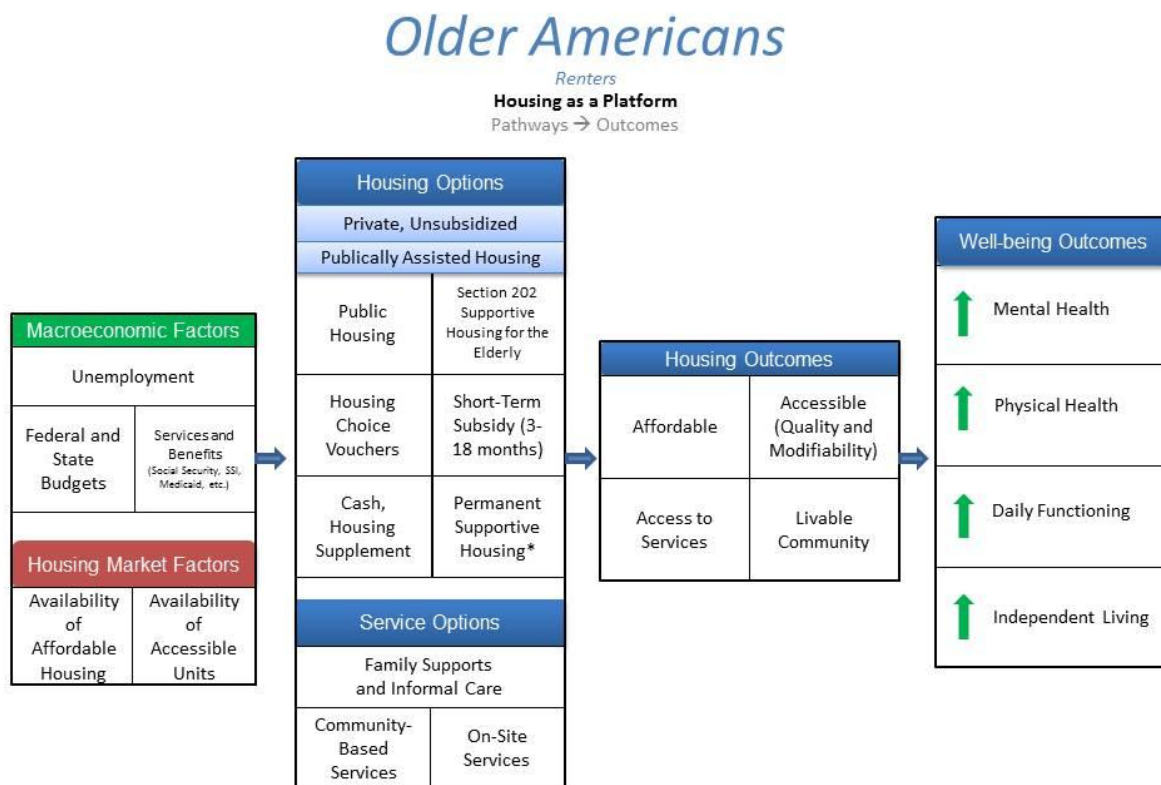 Older Americans
Renters
Housing as a Platform
Pathways → Outcomes
Macroeconomic Factors
Unemployment
Federal and
State
Budgets
Services and
Benefits
(Social Security, SSI,
Medicaid, etc.)
Housing Market Factors
Availability
of
Affordable
Housing
Availability
of
Accessible
Units
Housing Options
Private, Unsubsidized
Publically Assisted Housing
Public
Housing
Section 202
Supportive
Housing for the
Elderly
Housing
Choice
Vouchers
Short-Term
Subsidy (3-
18 months)
Cash,
Housing
Supplement
Permanent
Supportive
Housing*
Service Options
Family Supports
and Informal Care
Community-
Based
Services
On-Site
Services
Housing Outcomes
Affordable
Accessible
(Quality and
Modifiability)
Access to
Services
Livable
Community
Well-being Outcomes
Mental Health
Physical Health
Daily Functioning
Independent Living